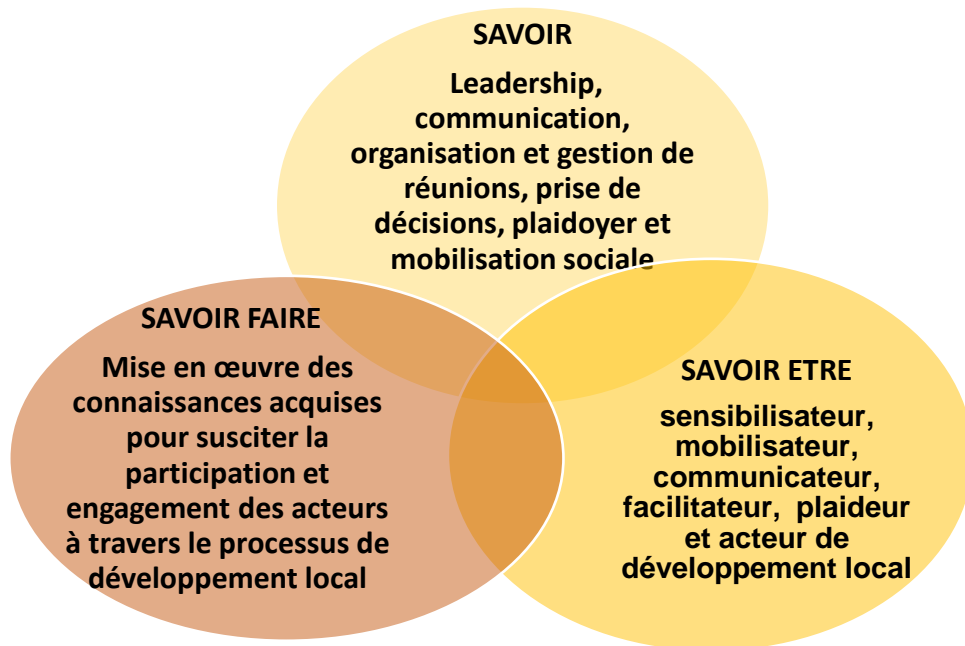 SAVOIR
Leadership,
communication,
organisation et gestion de
réunions, prise de
décisions, plaidoyer et
mobilisation sociale
SAVOIR FAIRE
Mise en œuvre des
connaissances acquises
pour susciter la
participation et
engagement des acteurs
à travers le processus de
développement local
SAVOIR ETRE
sensibilisateur,
mobilisateur,
communicateur,
facilitateur, plaideur
et acteur de
développement local